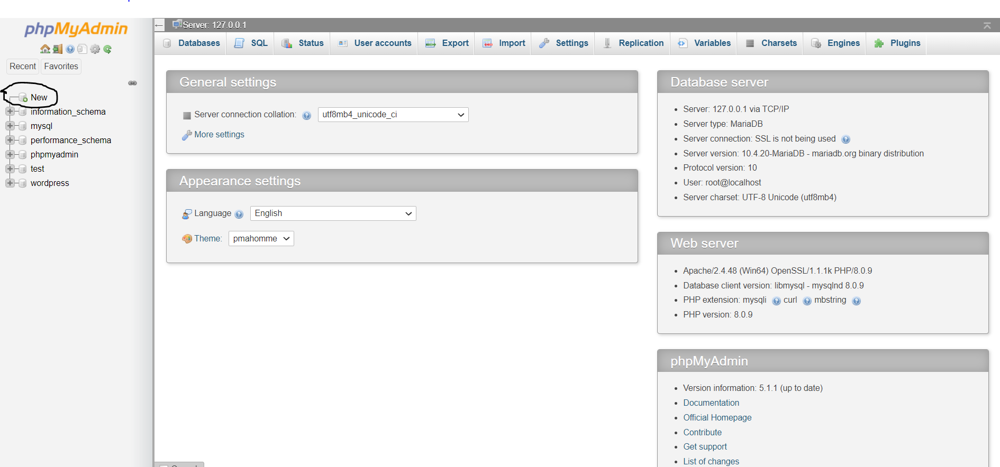 phpMyAdmin
Recent Favorites
New
information_schema
mysql
performance_schema
phpmyadmin
test
wordpress
Server: 127.0.0.1
Databases SQL Status User accounts Export Import Settings Replication Variables Charsets Engines Plugins
General settings
Server connection collation: utf8mb4_unicode_ci
More settings
Appearance settings
Language English
Theme: pmahomme
Database server
Server: 127.0.0.1 via TCP/IP
Server type: MariaDB
Server connection: SSL is not being used
Server version: 10.4.20-MariaDB - mariadb.org binary distribution
Protocol version: 10
User: root@localhost
Server charset: UTF-8 Unicode (utf8mb4)
Web server
Apache/2.4.48 (Win64) OpenSSL/1.1.1k PHP/8.0.9
Database client version: libmysql - mysqlnd 8.0.9
PHP extension: mysqli curl mbstring
PHP version: 8.0.9
phpMyAdmin
Version information: 5.1.1 (up to date)
Documentation
Official Homepage
Contribute
Get support
List of changes